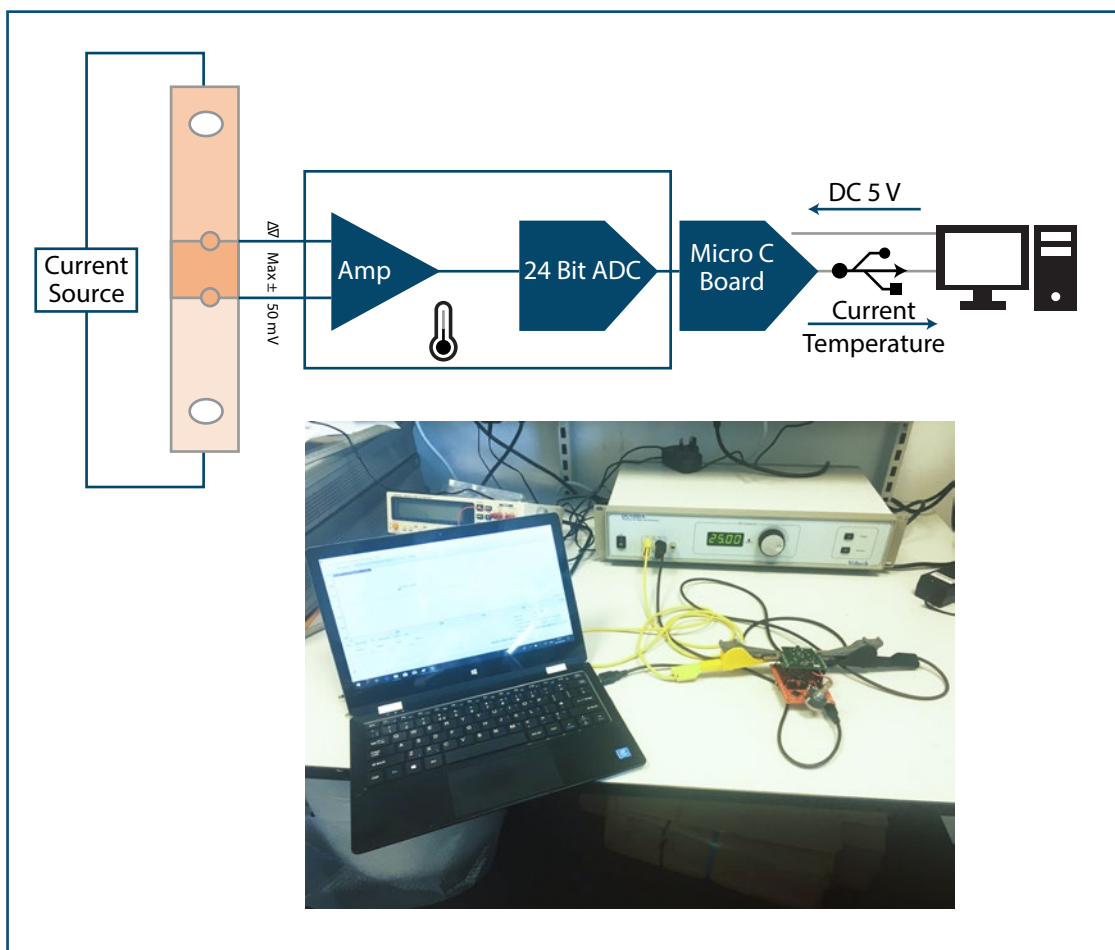 Current
Source
ΔV Max ± 50 mV
Amp
24 Bit ADC
Micro C
Board
DC 5 V
Current
Temperature
25.00